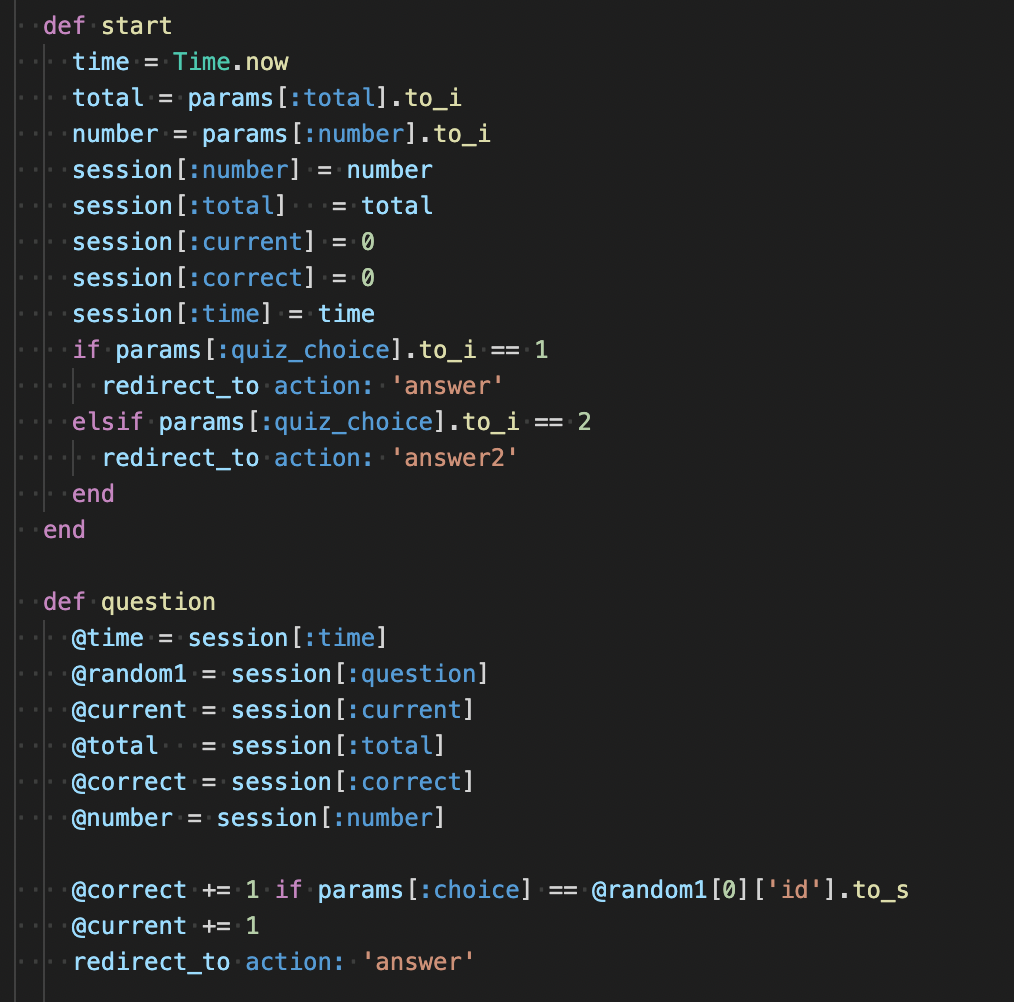 def start
time = Time.now
total = params[:total].to_i
number = params[:number].to_i
session[:number] = number
session[:total]   = total
session[:current] = 0
session[:correct] = 0
session[:time] = time
if params[:quiz_choice].to_i == 1
redirect_to action: 'answer'
elsif params[:quiz_choice].to_i == 2
redirect_to action: 'answer2'
end
end
def question
@time = session[:time]
@random1 = session[:question]
@current = session[:current]
@total   = session[:total]
@correct = session[:correct]
@number = session[:number]
@correct += 1 if params[:choice] == @random1[0]['id'].to_s
@current += 1
redirect_to action: 'answer'